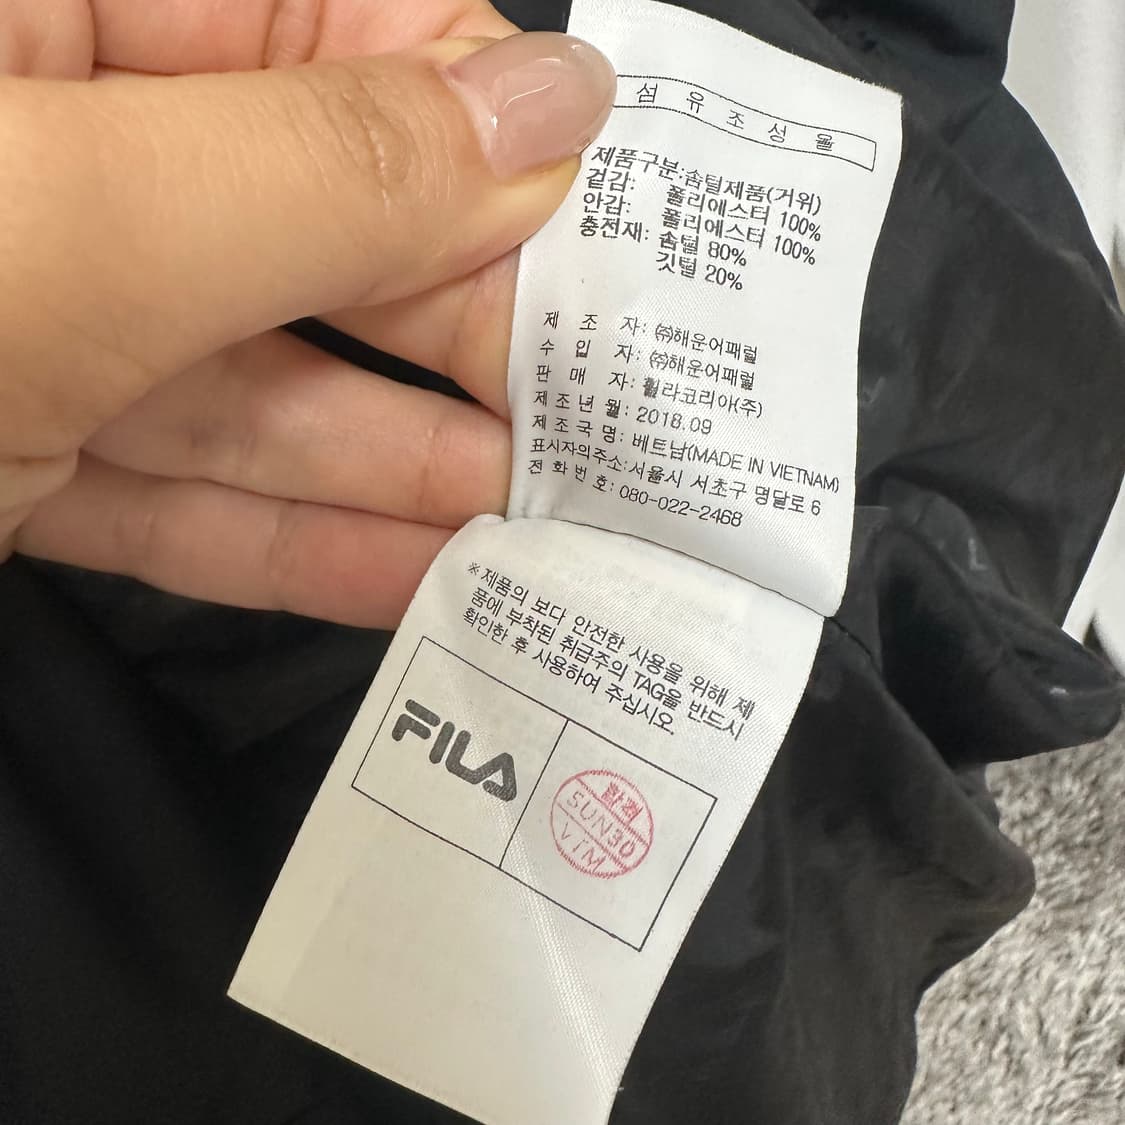 섬유조성율
제품구분:솜털제품(거위)
겉감: 폴리에스터 100%
안감: 폴리에스터 100%
충전재: 솜털 80%
깃털 20%
제 조 자: ㈜해운어패럴
수 입 자: ㈜해운어패럴
판 매 자: 휠라코리아(주)
제 조 년 월: 2018.09
제 조 국 명: 베트남(MADE IN VIETNAM)
표시자의주소:서울시 서초구 명달로 6
전 화 번 호: 080-022-2468
※제품의 보다 안전한 사용을 위해 제
품에 부착된 취급주의 TAG을 반드시
확인한 후 사용하여 주십시오.
FILA
합격
SUN30
VTM